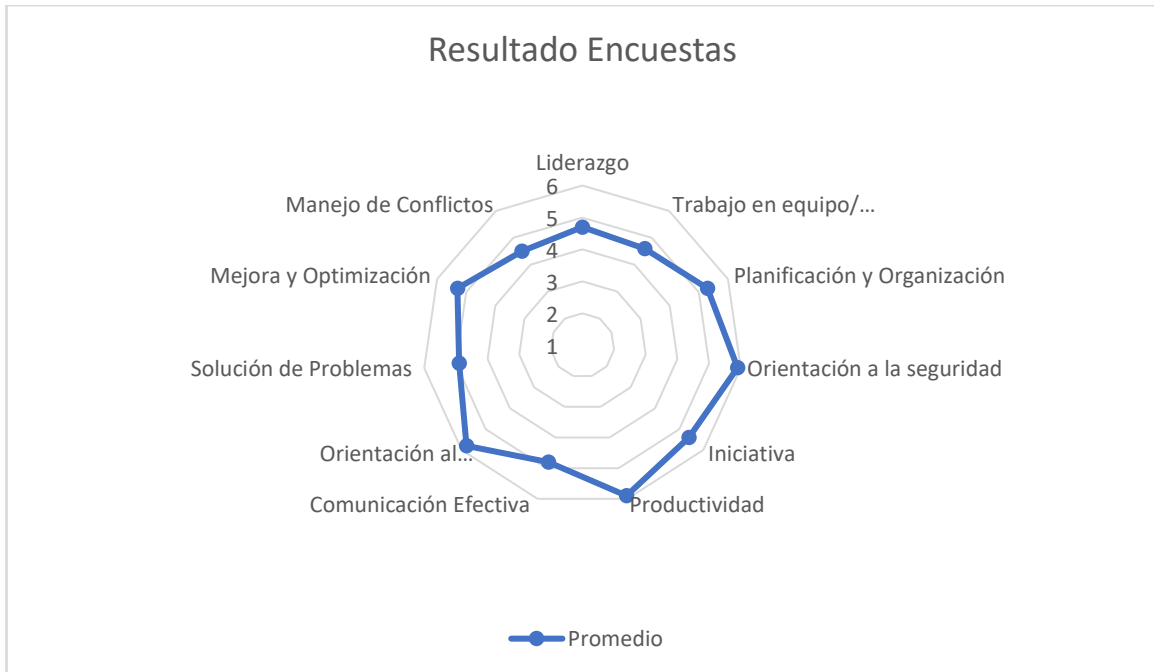 Resultado Encuestas
Liderazgo
6
Manejo de Conflictos
Trabajo en equipo/...
5
4
Mejora y Optimización
Planificación y Organización
3
2
1
Solución de Problemas
Orientación a la seguridad
Orientación al...
Iniciativa
Comunicación Efectiva
Productividad
Promedio